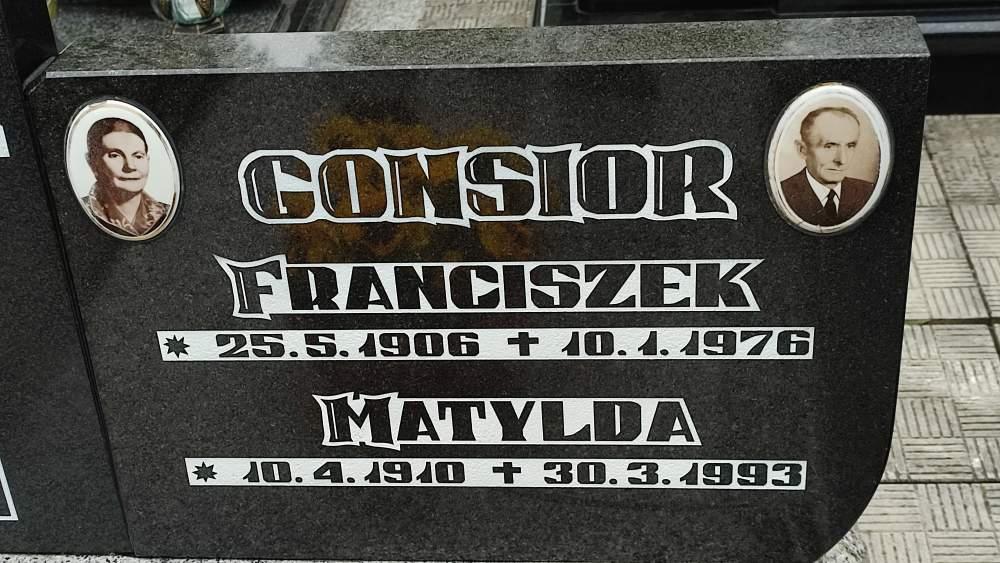 GONSIOR
FRANCISZEK
* 25.5.1906 ✝ 10.1.1976
MATYLDA
* 10.4.1910 ✝ 30.3.1993